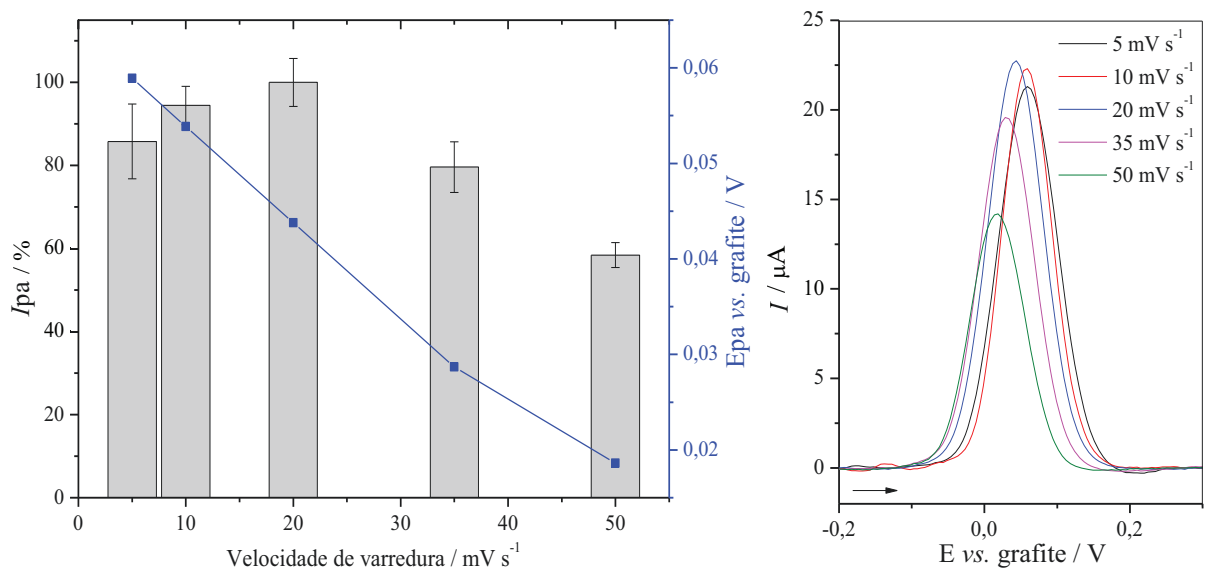 100
80
60
40
20
0
Ipa / %
0
10
20
30
40
50
Velocidade de varredura / mV s⁻¹
0,06
0,05
0,04
0,03
0,02
Epa vs. grafite / V
25
20
15
10
5
0
I / µA
5 mV s⁻¹
10 mV s⁻¹
20 mV s⁻¹
35 mV s⁻¹
50 mV s⁻¹
-0,2
0,0
0,2
E vs. grafite / V